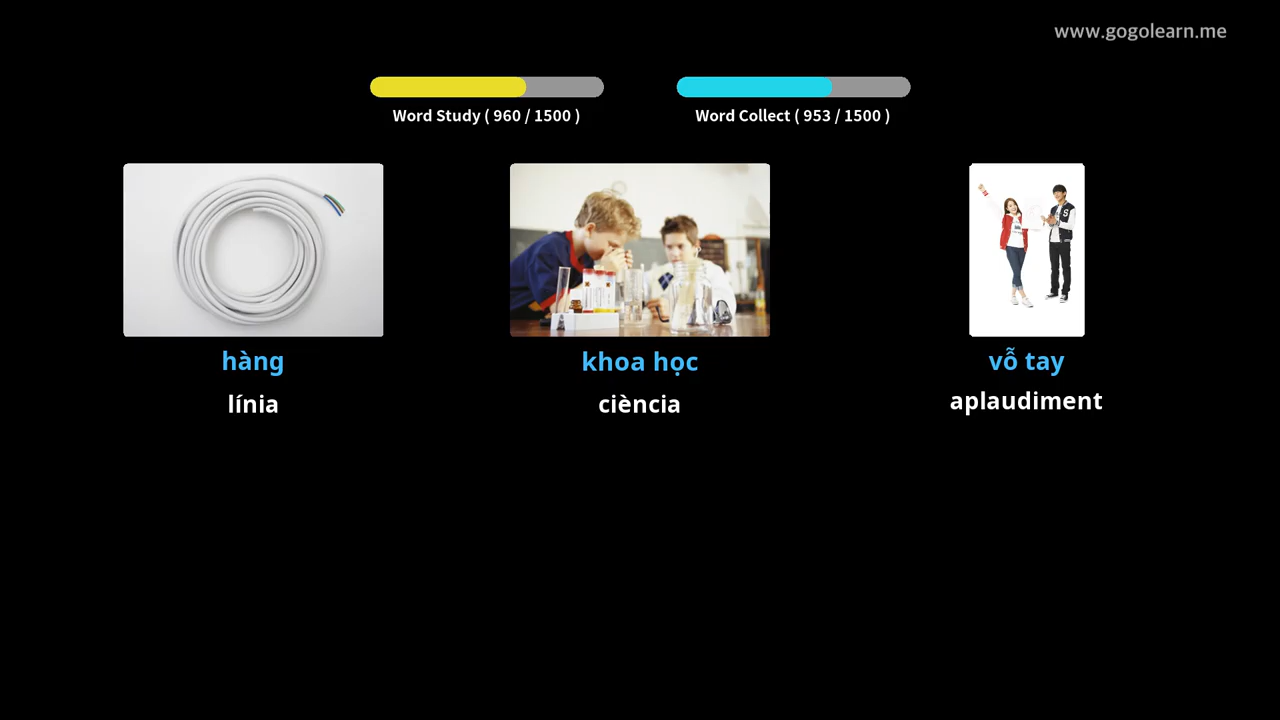 www.gogolearn.me
Word Study ( 960 / 1500 )
Word Collect ( 953 / 1500 )
hàng
khoa học
vỗ tay
línia
ciència
aplaudiment